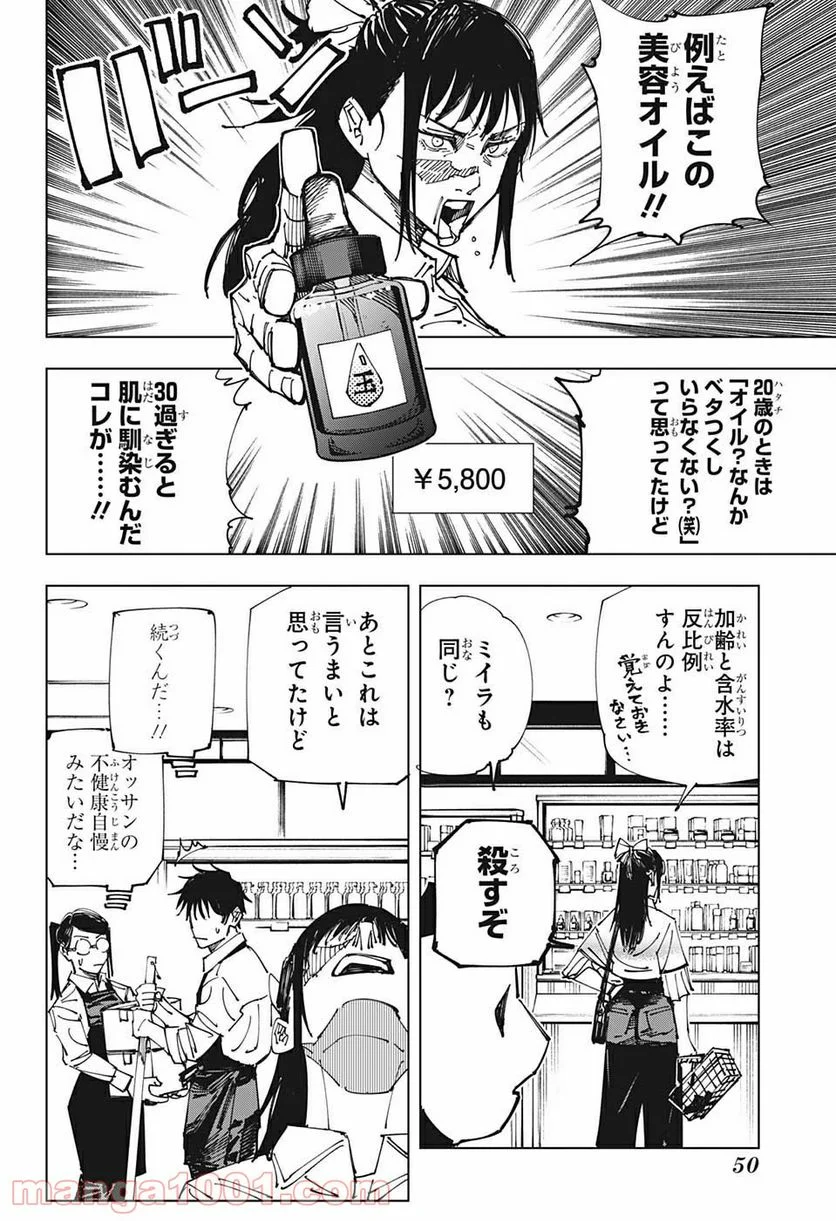 例えばこの
美容オイル!!
バーン
玉
¥5,800
20歳のときは
「オイル?なんか
ベタつくし
いらなくない?(笑)」
って思ってたけど
30過ぎると
肌に馴染むんだ
コレが……!!
加齢と含水率は
反比例
すんのよ……
覚えておき
なさい…
ミイラも
同じ?
殺すぞ
あとこれは
言うまいと
思ってたけど
続くんだ…!!
オッサンの
不健康自慢
みたいだな…
50
manga1001.com